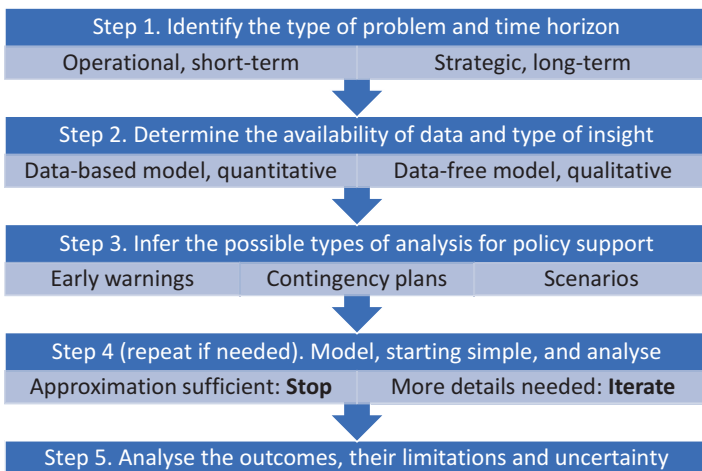 Step 1. Identify the type of problem and time horizon
Operational, short-term
Strategic, long-term
Step 2. Determine the availability of data and type of insight
Data-based model, quantitative
Data-free model, qualitative
Step 3. Infer the possible types of analysis for policy support
Early warnings
Contingency plans
Scenarios
Step 4 (repeat if needed). Model, starting simple, and analyse
Approximation sufficient: Stop
More details needed: Iterate
Step 5. Analyse the outcomes, their limitations and uncertainty